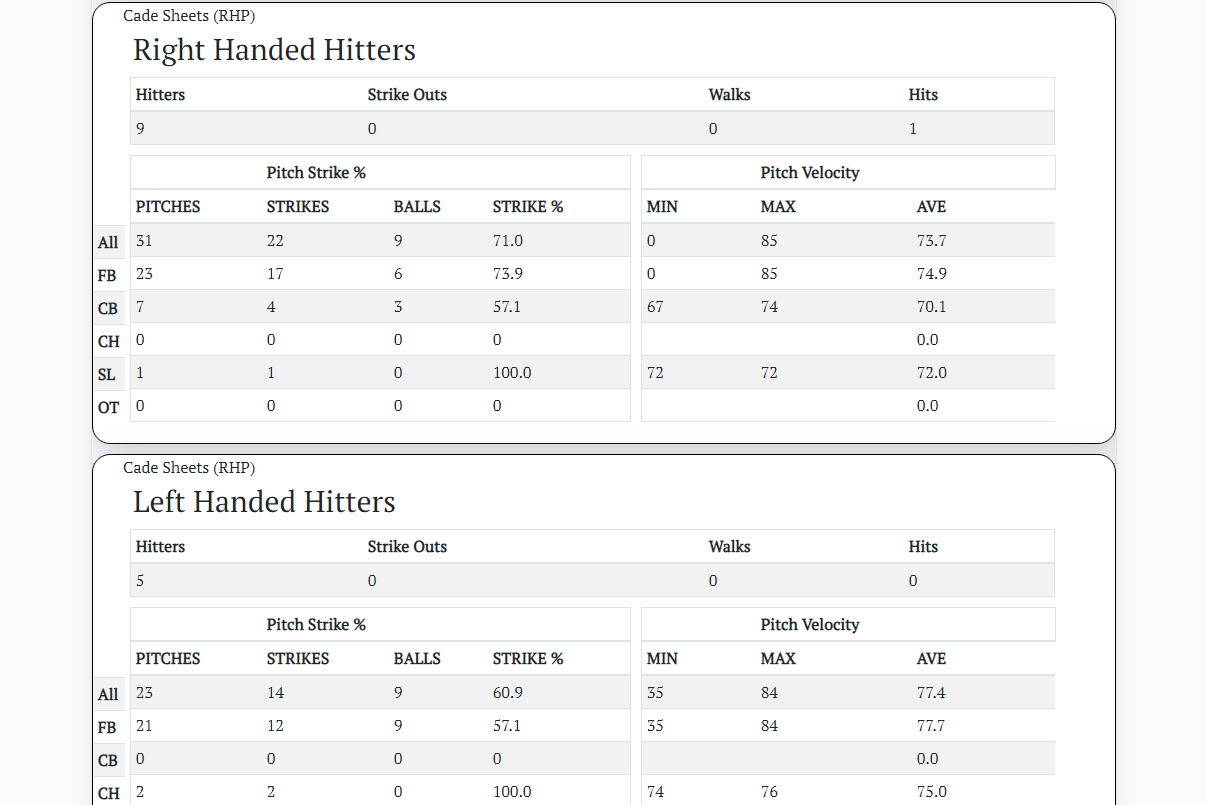 Cade Sheets (RHP)
Right Handed Hitters
Hitters Strike Outs Walks Hits
9 0 0 1
Pitch Strike % Pitch Velocity
PITCHES STRIKES BALLS STRIKE % MIN MAX AVE
All 31 22 9 71.0 0 85 73.7
FB 23 17 6 73.9 0 85 74.9
CB 7 4 3 57.1 67 74 70.1
CH 0 0 0 0 0.0
SL 1 1 0 100.0 72 72 72.0
OT 0 0 0 0 0.0
Cade Sheets (RHP)
Left Handed Hitters
Hitters Strike Outs Walks Hits
5 0 0 0
Pitch Strike % Pitch Velocity
PITCHES STRIKES BALLS STRIKE % MIN MAX AVE
All 23 14 9 60.9 35 84 77.4
FB 21 12 9 57.1 35 84 77.7
CB 0 0 0 0 0.0
CH 2 2 0 100.0 74 76 75.0